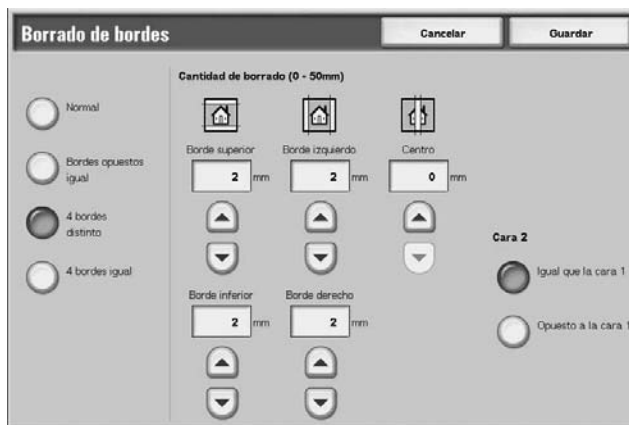 Borrado de bordes
Cancelar
Guardar
Normal
Bordes opuestos
igual
4 bordes
distinto
4 bordes igual
Cantidad de borrado (0 - 50mm)
Borde superior
Borde izquierdo
Centro
2 mm
2 mm
0 mm
Borde inferior
Borde derecho
2 mm
2 mm
Cara 2
Igual que la cara 1
Opuesto a la cara 1